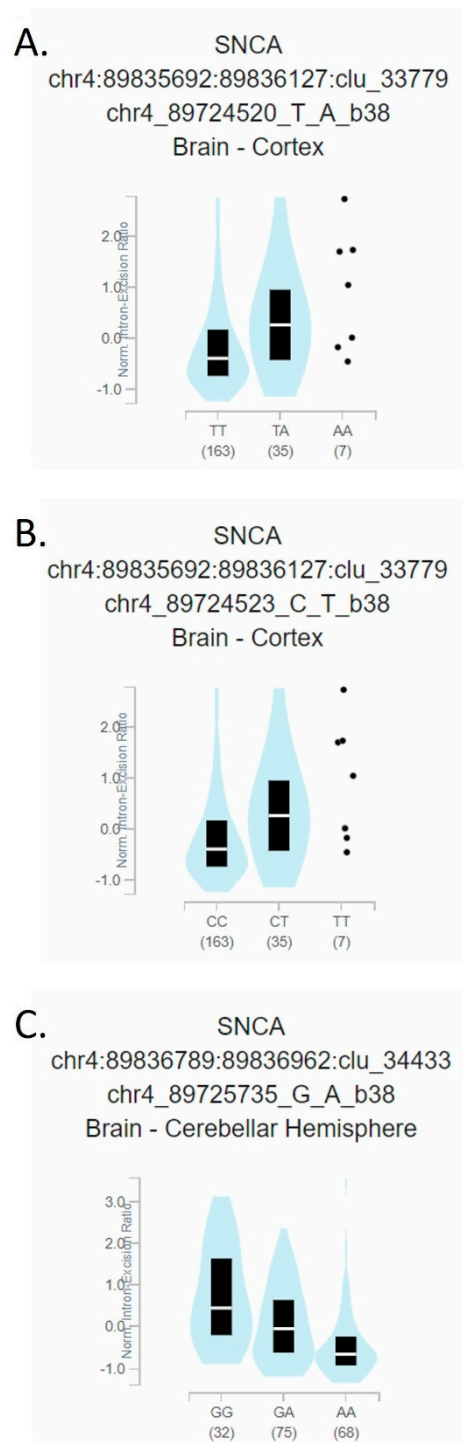 A.
SNCA
chr4:89835692:89836127:clu_33779
chr4_89724520_T_A_b38
Brain - Cortex
Norm. Intron-Excision Ratio
2.0
1.0
0.0
-1.0
TT TA AA
(163) (35) (7)
B.
SNCA
chr4:89835692:89836127:clu_33779
chr4_89724523_C_T_b38
Brain - Cortex
Norm. Intron-Excision Ratio
2.0
1.0
0.0
-1.0
CC CT TT
(163) (35) (7)
C.
SNCA
chr4:89836789:89836962:clu_34433
chr4_89725735_G_A_b38
Brain - Cerebellar Hemisphere
Norm. Intron-Excision Ratio
3.0
2.0
1.0
0.0
-1.0
GG GA AA
(32) (75) (68)